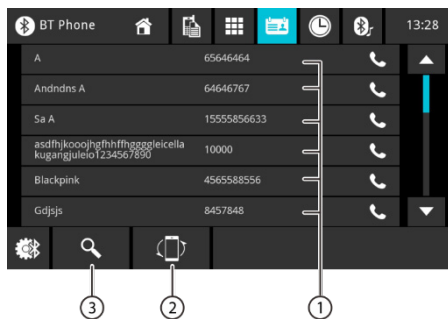 BT Phone 13:28
A 65646464
Andndns A 64646767
Sa A 15555856633
asdfhjkooojhgfhhffhggggleicella
kugangjuleio1234567890 10000
Blackpink 4565588556
Gdjsjs 8457848
3 2 1